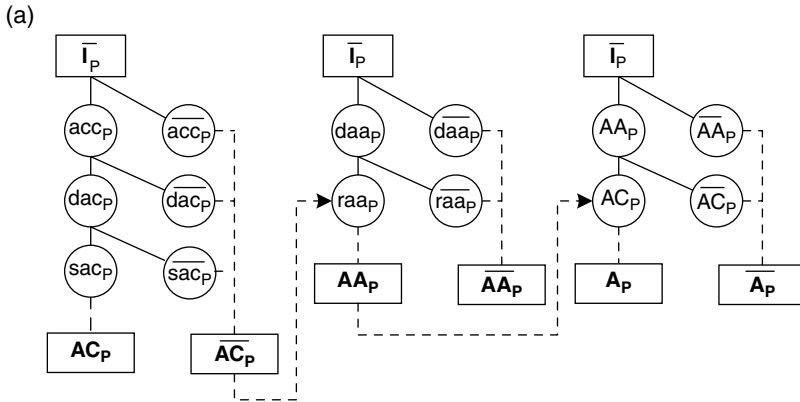 (a)
I̅P I̅P I̅P
accP a̅c̅c̅P daaP d̅a̅a̅P AAP A̅A̅P
dacP d̅a̅c̅P raaP r̅a̅a̅P ACP A̅C̅P
sacP s̅a̅c̅P AAP A̅A̅P AP A̅P
ACP A̅C̅P